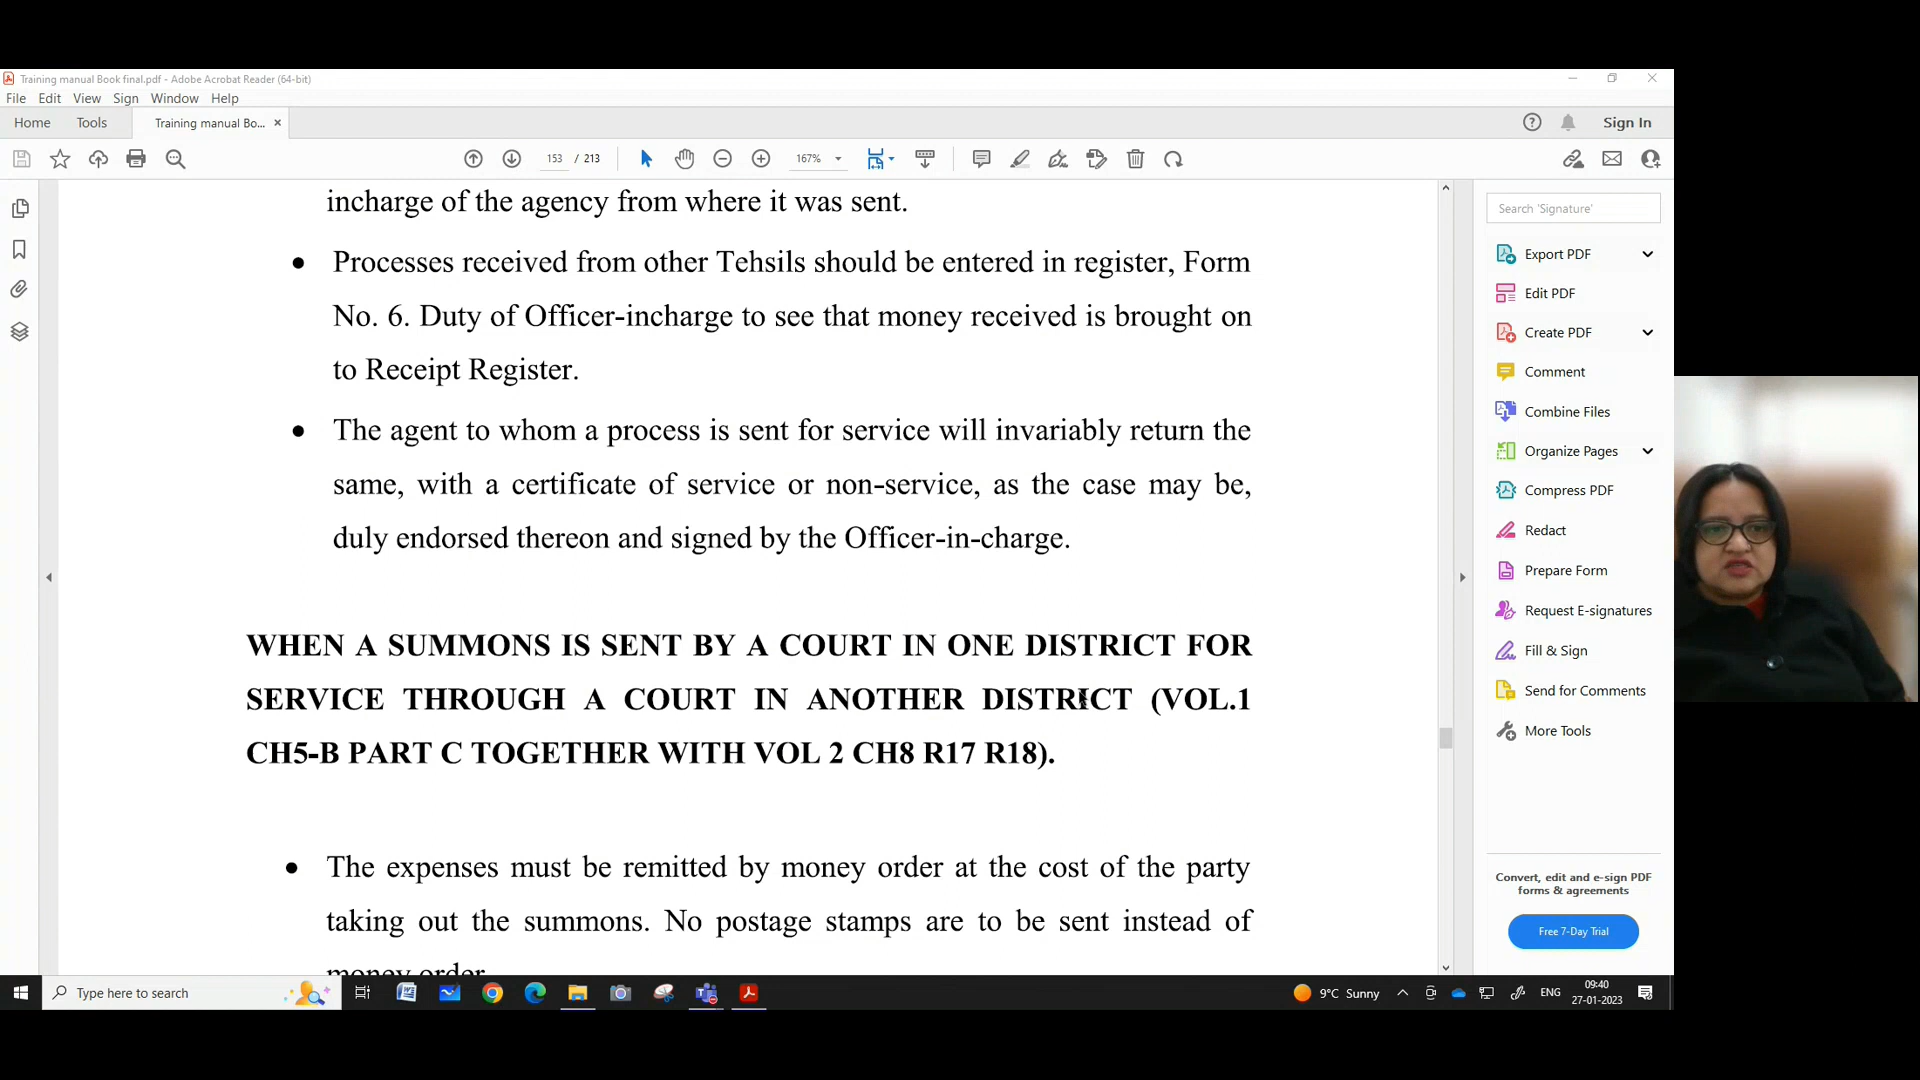 Training manual Book final.pdf - Adobe Acrobat Reader (64-bit)
File Edit View Sign Window Help
Home Tools Training manual Bo... × Sign In
153 / 213 167%
incharge of the agency from where it was sent.
• Processes received from other Tehsils should be entered in register, Form
No. 6. Duty of Officer-incharge to see that money received is brought on
to Receipt Register.
• The agent to whom a process is sent for service will invariably return the
same, with a certificate of service or non-service, as the case may be,
duly endorsed thereon and signed by the Officer-in-charge.
WHEN A SUMMONS IS SENT BY A COURT IN ONE DISTRICT FOR
SERVICE THROUGH A COURT IN ANOTHER DISTRICT (VOL.1
CH5-B PART C TOGETHER WITH VOL 2 CH8 R17 R18).
• The expenses must be remitted by money order at the cost of the party
taking out the summons. No postage stamps are to be sent instead of
money order
Search 'Signature'
Export PDF
Edit PDF
Create PDF
Comment
Combine Files
Organize Pages
Compress PDF
Redact
Prepare Form
Request E-signatures
Fill & Sign
Send for Comments
More Tools
Convert, edit and e-sign PDF
forms & agreements
Free 7-Day Trial
Type here to search
9°C Sunny
ENG
09:40
27-01-2023